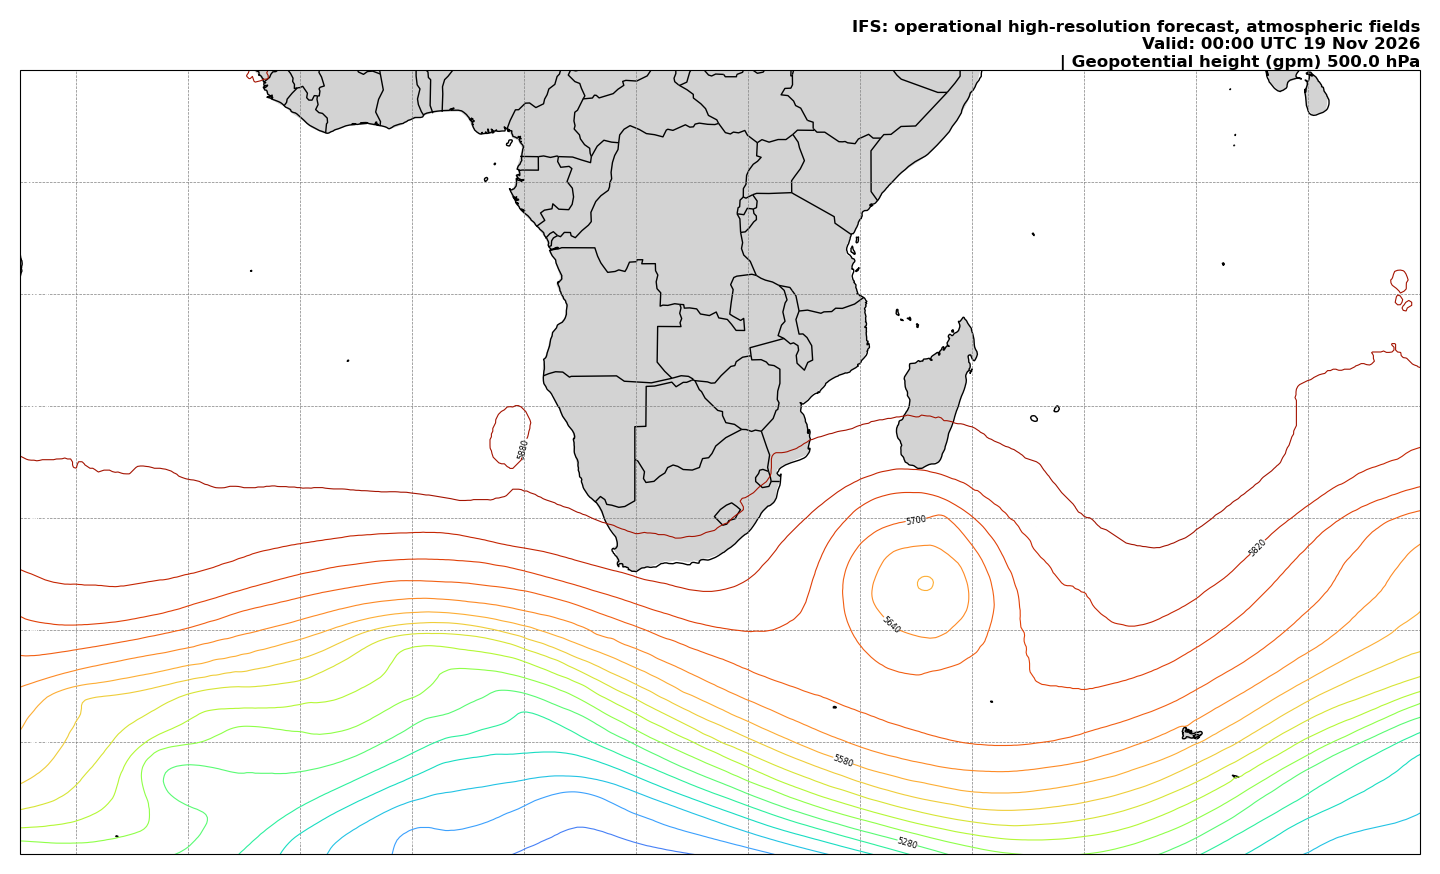 IFS: operational high-resolution forecast, atmospheric fields
Valid: 00:00 UTC 19 Nov 2026
| Geopotential height (gpm) 500.0 hPa
5880
5700
5820
5640
5580
5280